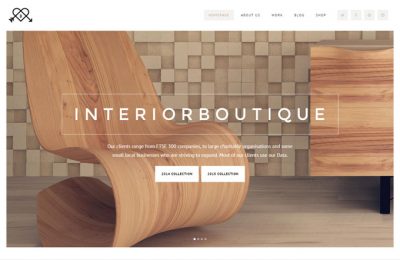 HOMEPAGE ABOUT US WORK BLOG SHOP
INTERIORBOUTIQUE
Our clients range from FTSE 100 companies, to large charitable organisations and some
small local businesses who are striving to expand. Most of our clients use our Data.
2014 COLLECTION 2015 COLLECTION